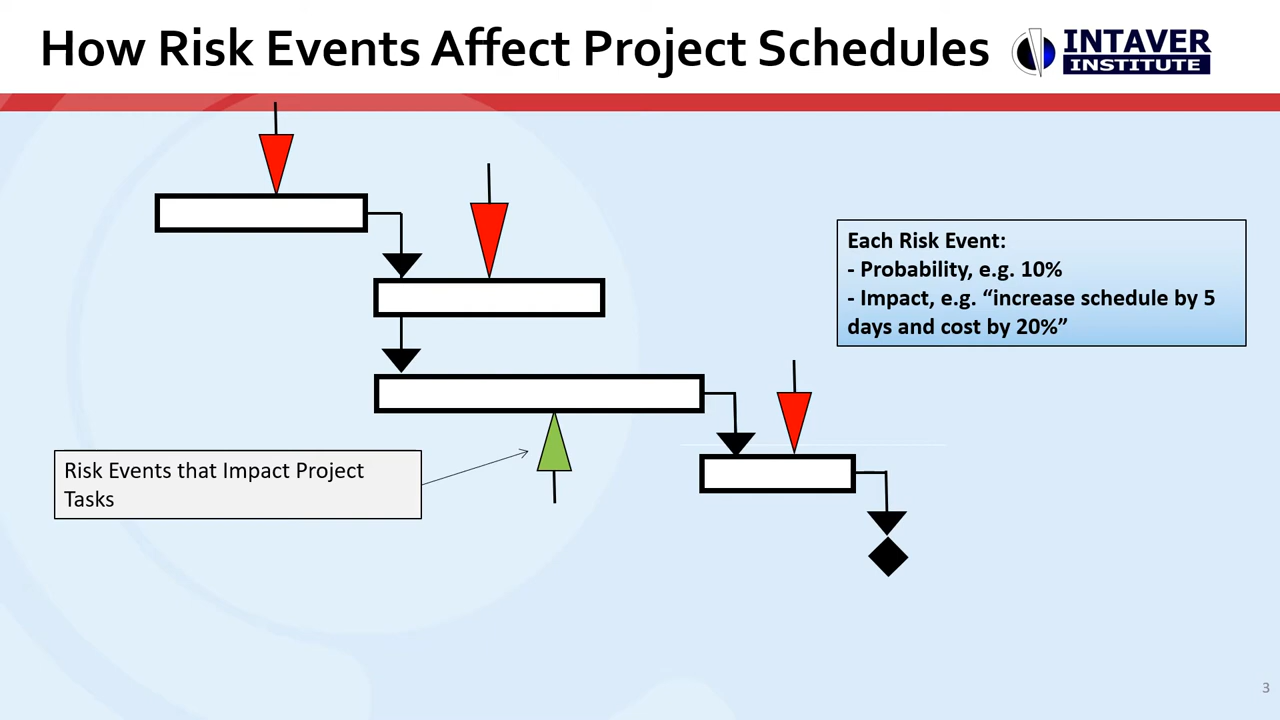 How Risk Events Affect Project Schedules
INTAVER
INSTITUTE
Each Risk Event:
- Probability, e.g. 10%
- Impact, e.g. “increase schedule by 5
days and cost by 20%”
Risk Events that Impact Project
Tasks
3